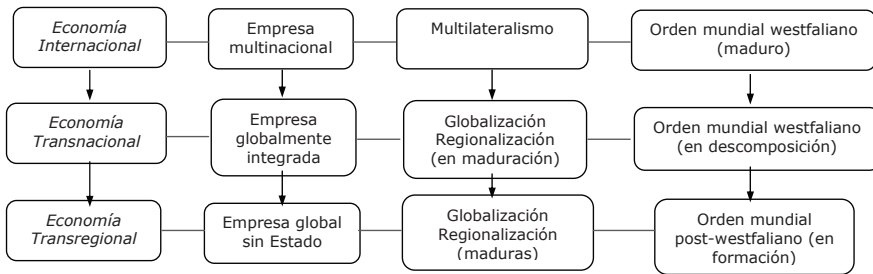 Economía
Internacional
Empresa
multinacional
Multilateralismo
Orden mundial westfaliano
(maduro)
Economía
Transnacional
Empresa
globalmente
integrada
Globalización
Regionalización
(en maduración)
Orden mundial westfaliano
(en descomposición)
Economía
Transregional
Empresa global
sin Estado
Globalización
Regionalización
(maduras)
Orden mundial
post-westfaliano (en
formación)